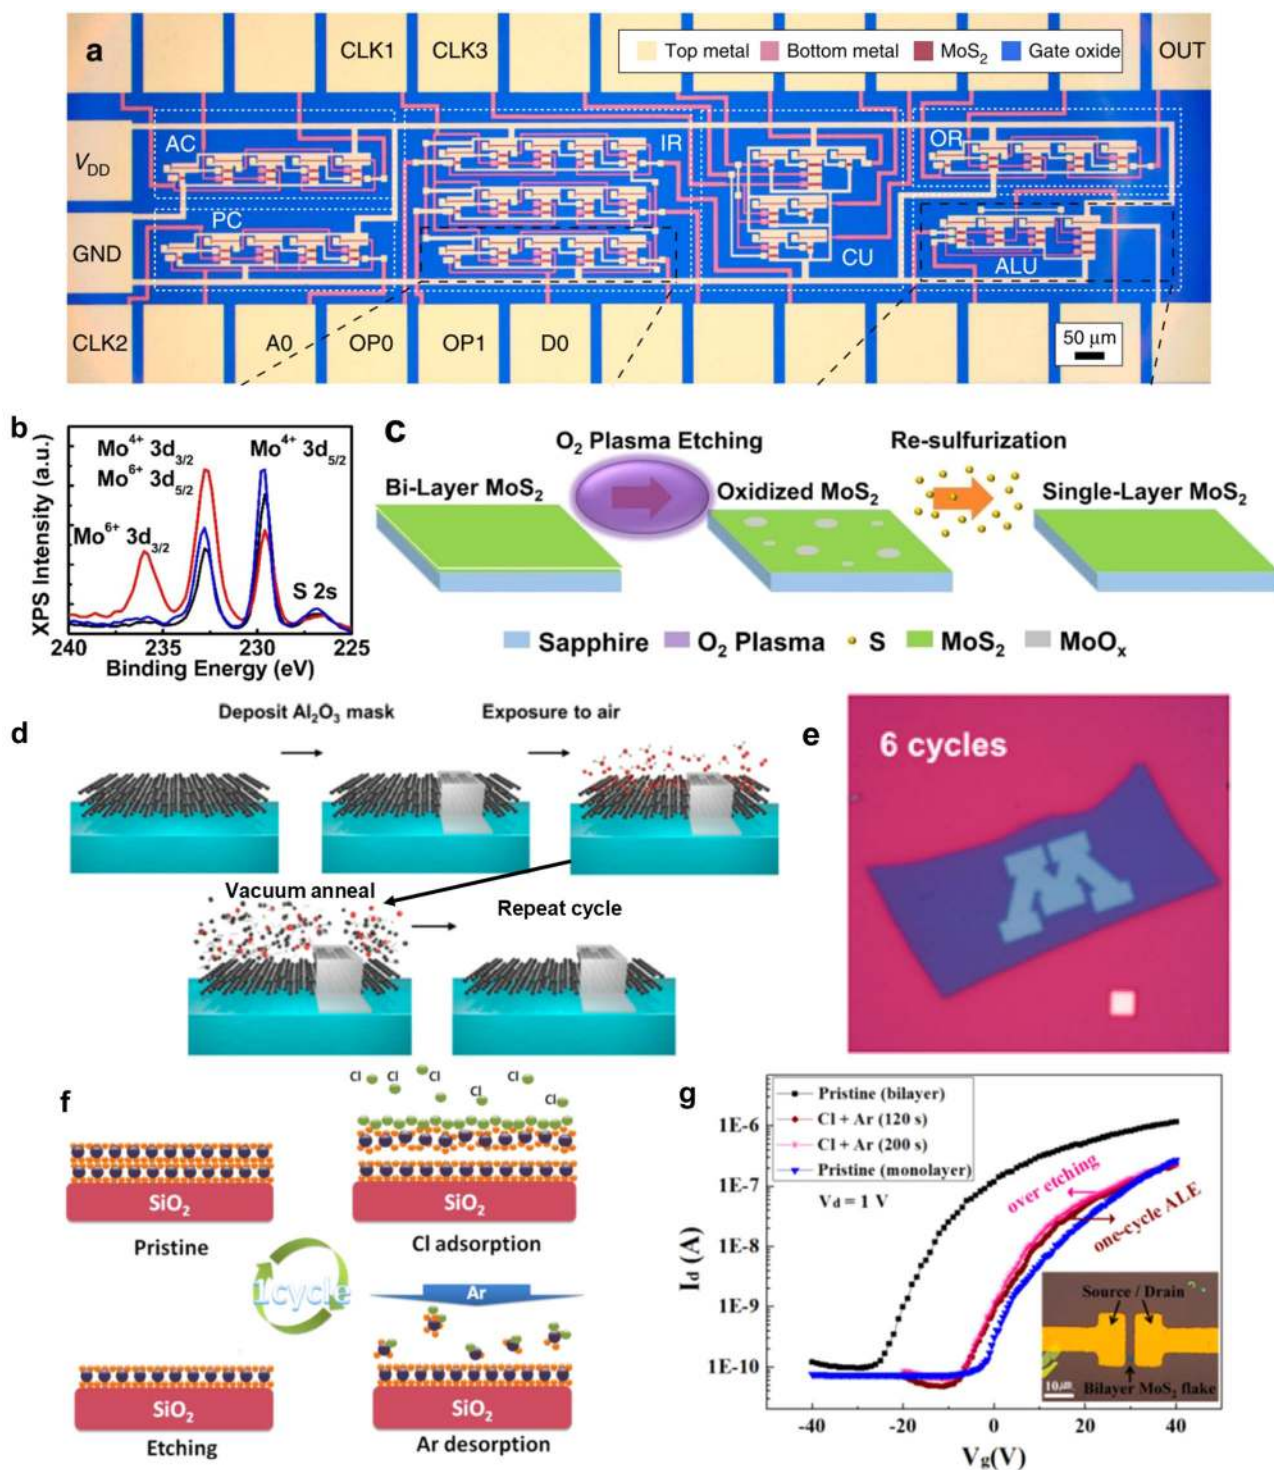 a
CLK1
CLK3
Top metal
Bottom metal
MoS₂
Gate oxide
OUT
AC
IR
OR
V_DD
PC
GND
CU
ALU
CLK2
A0
OP0
OP1
D0
50 µm
b
Mo⁴⁺ 3d₃/₂
Mo⁶⁺ 3d₅/₂
Mo⁴⁺ 3d₅/₂
Mo⁶⁺ 3d₃/₂
S 2s
XPS Intensity (a.u.)
240 235 230 225
Binding Energy (eV)
c
O₂ Plasma Etching
Re-sulfurization
Bi-Layer MoS₂
Oxidized MoS₂
Single-Layer MoS₂
S
Sapphire
O₂ Plasma
S
MoS₂
MoOₓ
d
Deposit Al₂O₃ mask
Exposure to air
Vacuum anneal
Repeat cycle
e
6 cycles
M
f
Cl Cl Cl Cl Cl
SiO₂
SiO₂
Pristine
Cl adsorption
1cycle
Ar
SiO₂
SiO₂
Etching
Ar desorption
g
Pristine (bilayer)
Cl + Ar (120 s)
Cl + Ar (200 s)
Pristine (monolayer)
Vd = 1 V
over etching
one-cycle ALE
1E-6
1E-7
1E-8
1E-9
1E-10
Id (A)
Source / Drain
10µm
Bilayer MoS₂ flake
-40 -20 0 20 40
Vg(V)